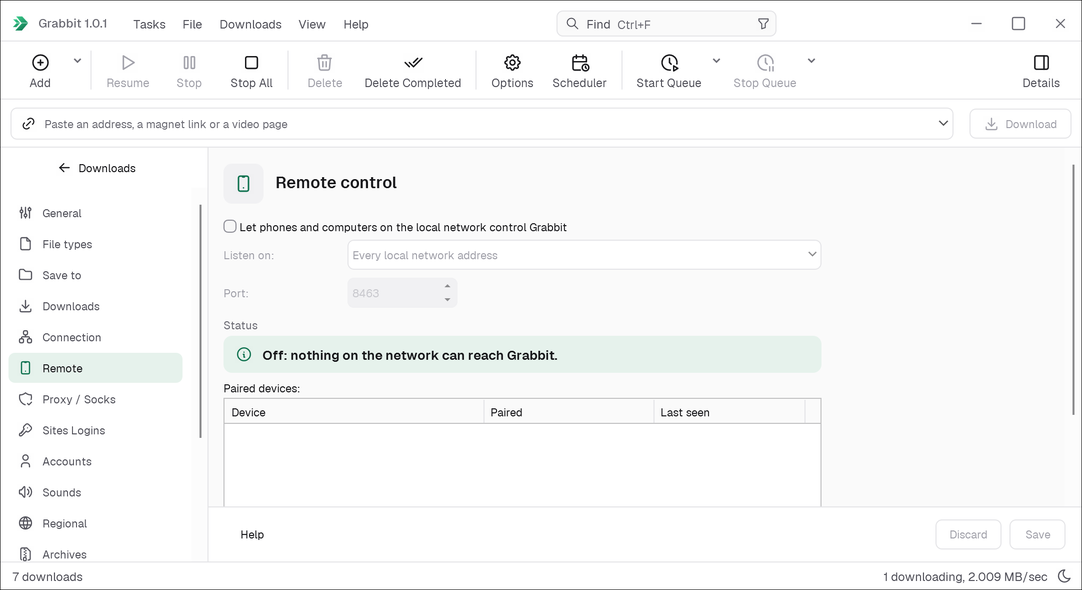 Grabbit 1.0.1 Tasks File Downloads View Help Find Ctrl+F
Add Resume Stop Stop All Delete Delete Completed Options Scheduler Start Queue Stop Queue Details
Paste an address, a magnet link or a video page Download
Downloads
General
File types
Save to
Downloads
Connection
Remote
Proxy / Socks
Sites Logins
Accounts
Sounds
Regional
Archives
Remote control
Let phones and computers on the local network control Grabbit
Listen on: Every local network address
Port: 8463
Status
Off: nothing on the network can reach Grabbit.
Paired devices:
Device Paired Last seen
Help Discard Save
7 downloads 1 downloading, 2.009 MB/sec